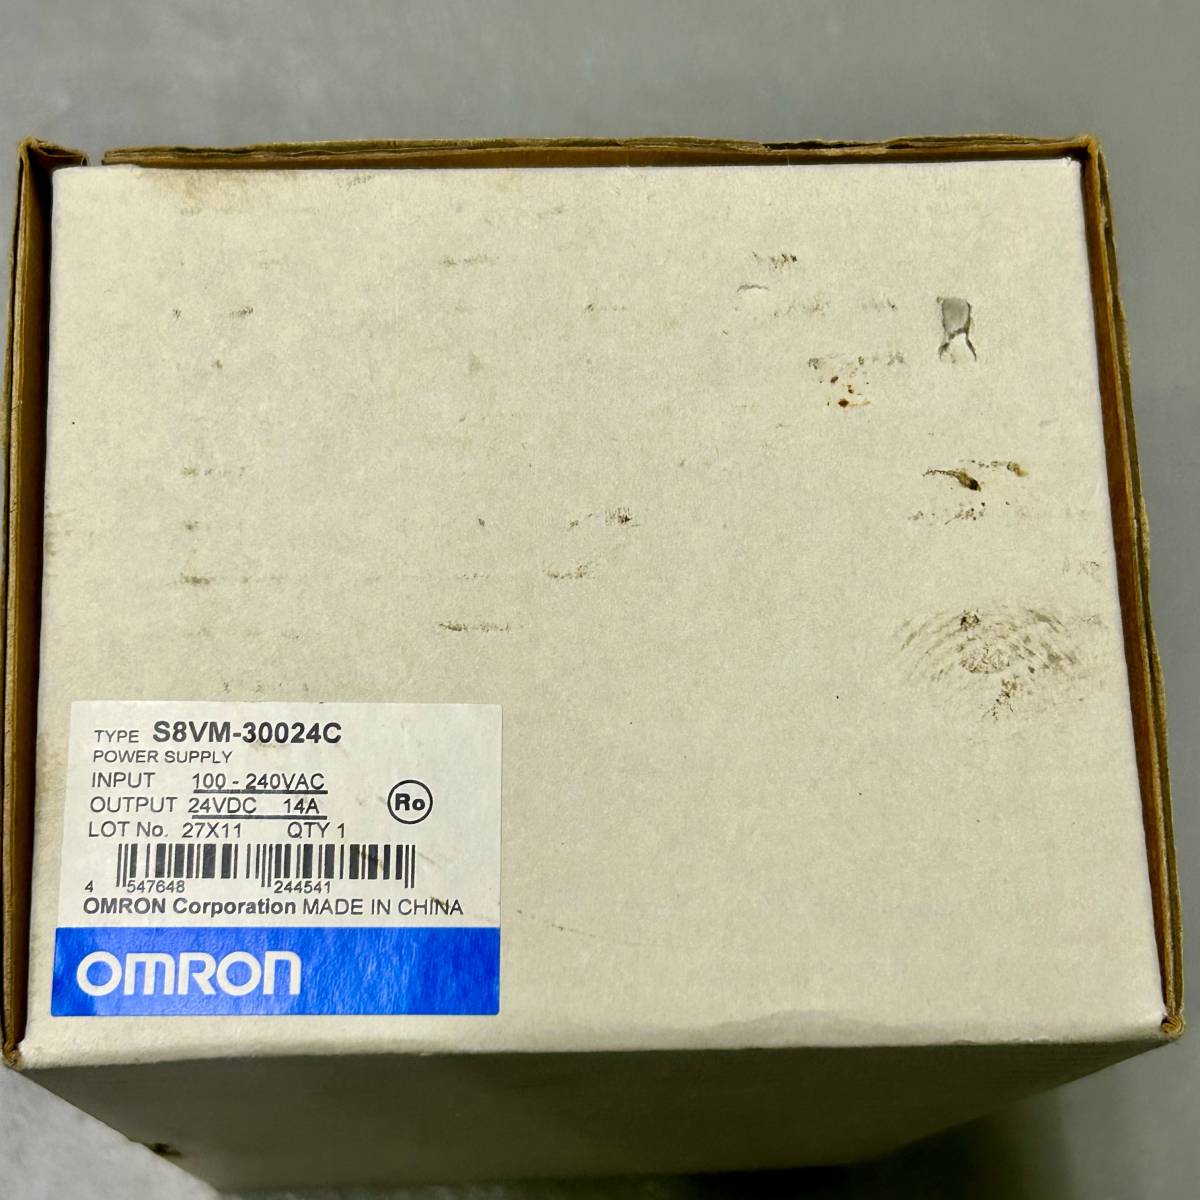 TYPE S8VM-30024C
POWER SUPPLY
INPUT 100 - 240VAC
OUTPUT 24VDC 14A
Ro
LOT No. 27X11 QTY 1
4 547648 244541
OMRON Corporation MADE IN CHINA
OMRON